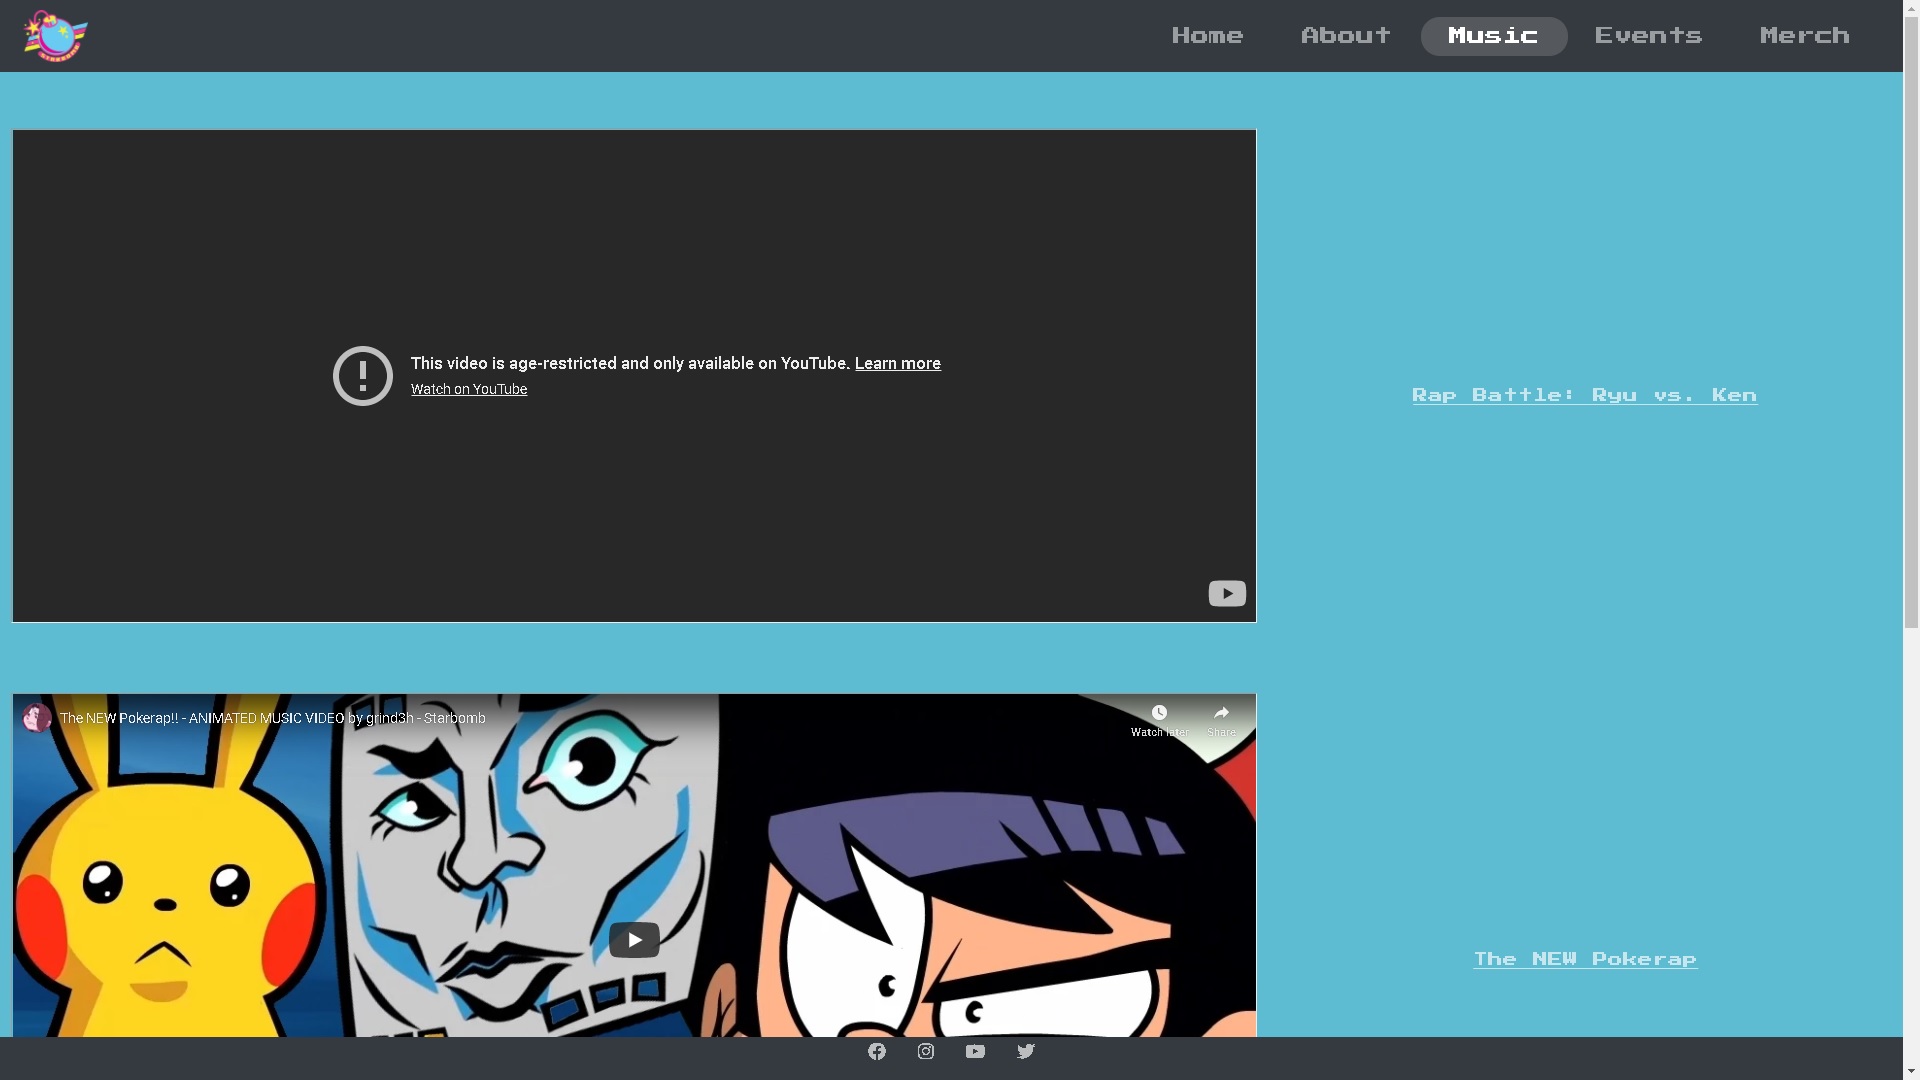 Home About Music Events Merch
This video is age-restricted and only available on YouTube. Learn more
Watch on YouTube
Rap Battle: Ryu vs. Ken
The NEW Pokerap!! - ANIMATED MUSIC VIDEO by grind3h - Starbomb
Watch later Share
The NEW Pokerap